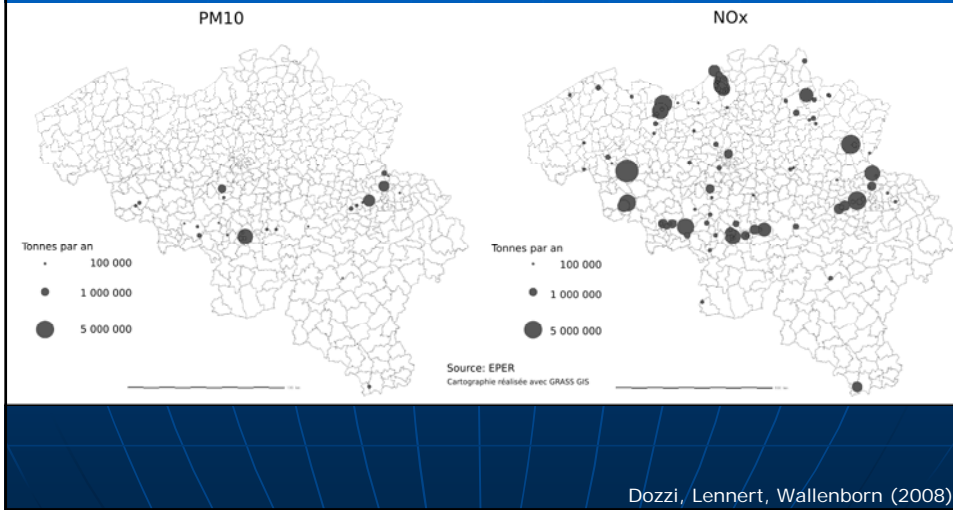 PM10
NOx
Tonnes par an
100 000
1 000 000
5 000 000
Tonnes par an
100 000
1 000 000
5 000 000
Source: EPER
Cartographie réalisée avec GRASS GIS
Dozzi, Lennert, Wallenborn (2008)